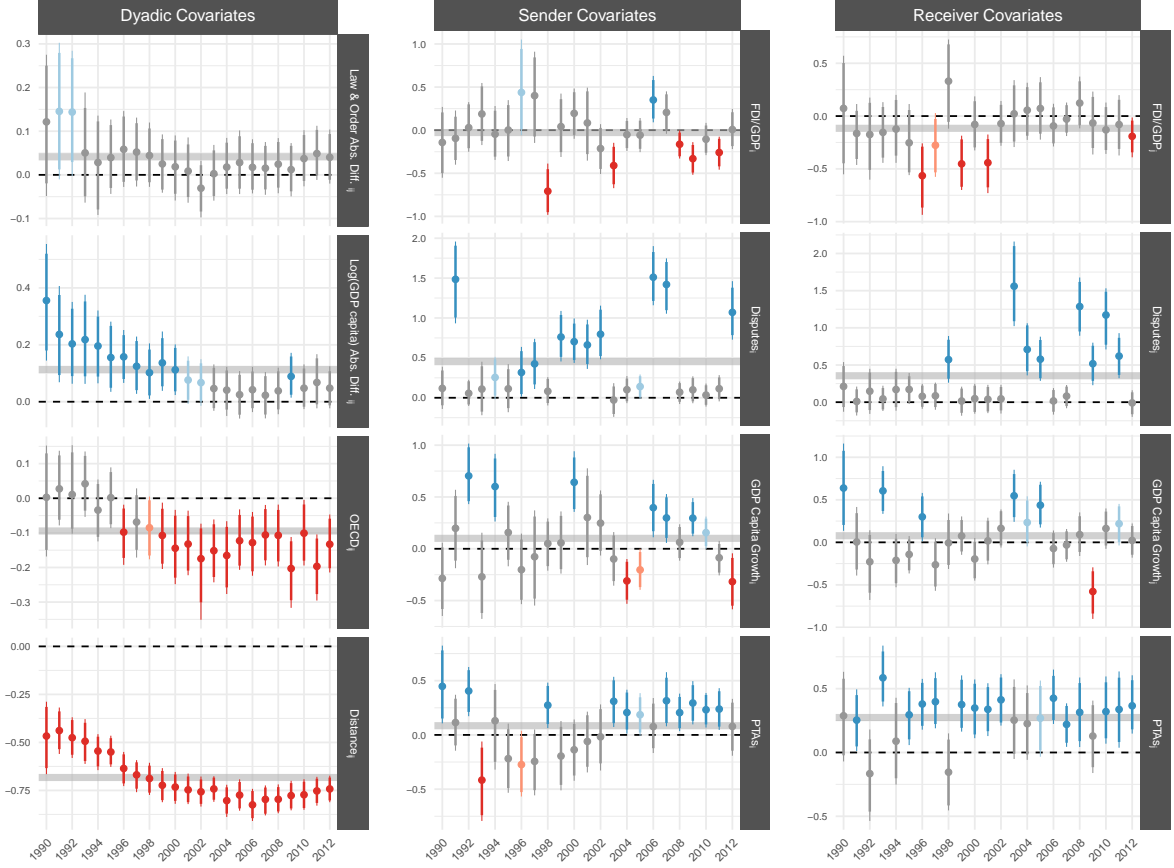 Dyadic Covariates
Sender Covariates
Receiver Covariates
0.3
0.2
0.1
0.0
−0.1
Law & Order Abs. Diff. ij
1.0
0.5
0.0
−0.5
−1.0
FDI/GDPi
0.5
0.0
−0.5
−1.0
FDI/GDPj
0.4
0.2
0.0
Log(GDP capita) Abs. Diff. ij
2.0
1.5
1.0
0.5
0.0
Disputesi
2.0
1.5
1.0
0.5
0.0
Disputesj
0.1
0.0
−0.1
−0.2
−0.3
OECDij
1.0
0.5
0.0
−0.5
GDP Capita Growthi
1.0
0.5
0.0
−0.5
−1.0
GDP Capita Growthj
0.00
−0.25
−0.50
−0.75
Distanceij
0.5
0.0
−0.5
PTAsi
0.5
0.0
−0.5
PTAsj
1990 1992 1994 1996 1998 2000 2002 2004 2006 2008 2010 2012
1990 1992 1994 1996 1998 2000 2002 2004 2006 2008 2010 2012
1990 1992 1994 1996 1998 2000 2002 2004 2006 2008 2010 2012